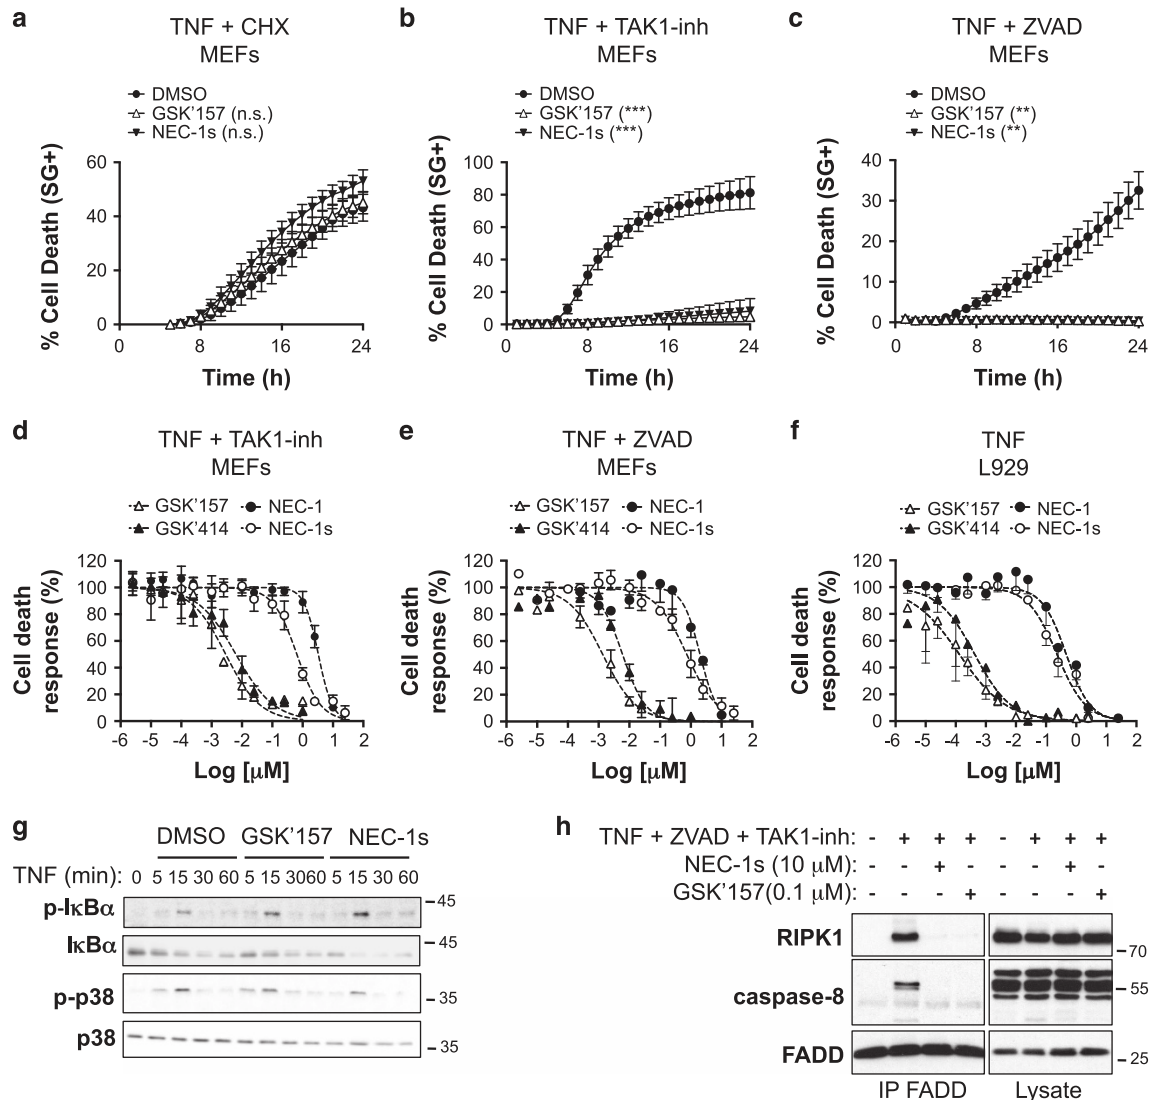 a
TNF + CHX
MEFs
DMSO
GSK'157 (n.s.)
NEC-1s (n.s.)
% Cell Death (SG+)
60
40
20
0
0 8 16 24
Time (h)
b
TNF + TAK1-inh
MEFs
DMSO
GSK'157 (***)
NEC-1s (***)
% Cell Death (SG+)
100
80
60
40
20
0
0 8 16 24
Time (h)
c
TNF + ZVAD
MEFs
DMSO
GSK'157 (**)
NEC-1s (**)
% Cell Death (SG+)
40
30
20
10
0
0 8 16 24
Time (h)
d
TNF + TAK1-inh
MEFs
GSK'157 NEC-1
GSK'414 NEC-1s
Cell death
response (%)
120
100
80
60
40
20
0
-6 -5 -4 -3 -2 -1 0 1 2
Log [µM]
e
TNF + ZVAD
MEFs
GSK'157 NEC-1
GSK'414 NEC-1s
Cell death
response (%)
120
100
80
60
40
20
0
-6 -5 -4 -3 -2 -1 0 1 2
Log [µM]
f
TNF
L929
GSK'157 NEC-1
GSK'414 NEC-1s
Cell death
response (%)
120
100
80
60
40
20
0
-6 -5 -4 -3 -2 -1 0 1 2
Log [µM]
g
DMSO GSK'157 NEC-1s
TNF (min): 0 5 15 30 60 5 15 30 60 5 15 30 60
p-IκBα
45
IκBα
45
p-p38
35
p38
35
h
TNF + ZVAD + TAK1-inh: - + + + - + + +
NEC-1s (10 µM): - - + - - - + -
GSK'157(0.1 µM): - - - + - - - +
RIPK1
70
caspase-8
55
FADD
25
IP FADD Lysate